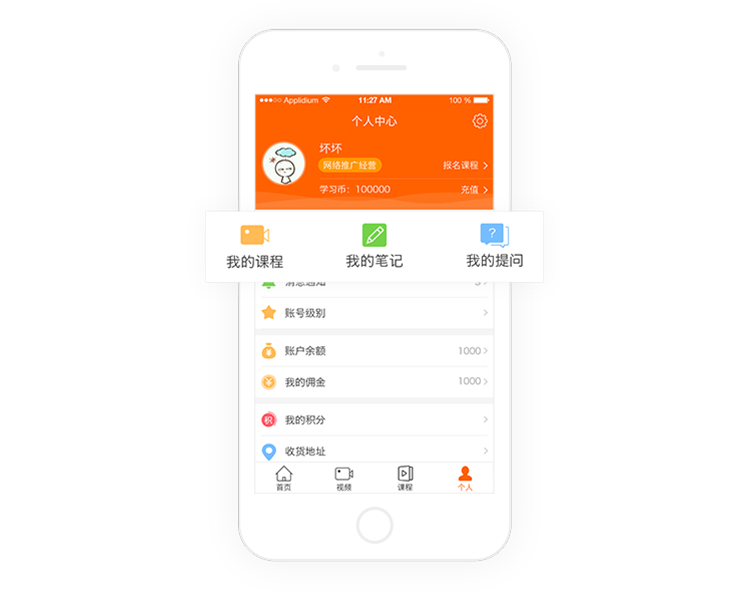 ●●●○○ Applidium 11:27 AM 100 %
个人中心
坏坏
网络推广经营 报名课程
学习币：100000 充值
我的课程 我的笔记 我的提问
消息通知
账号级别
账户余额 1000
¥ 我的佣金 1000
积 我的积分
收货地址
首页 视频 课程 个人